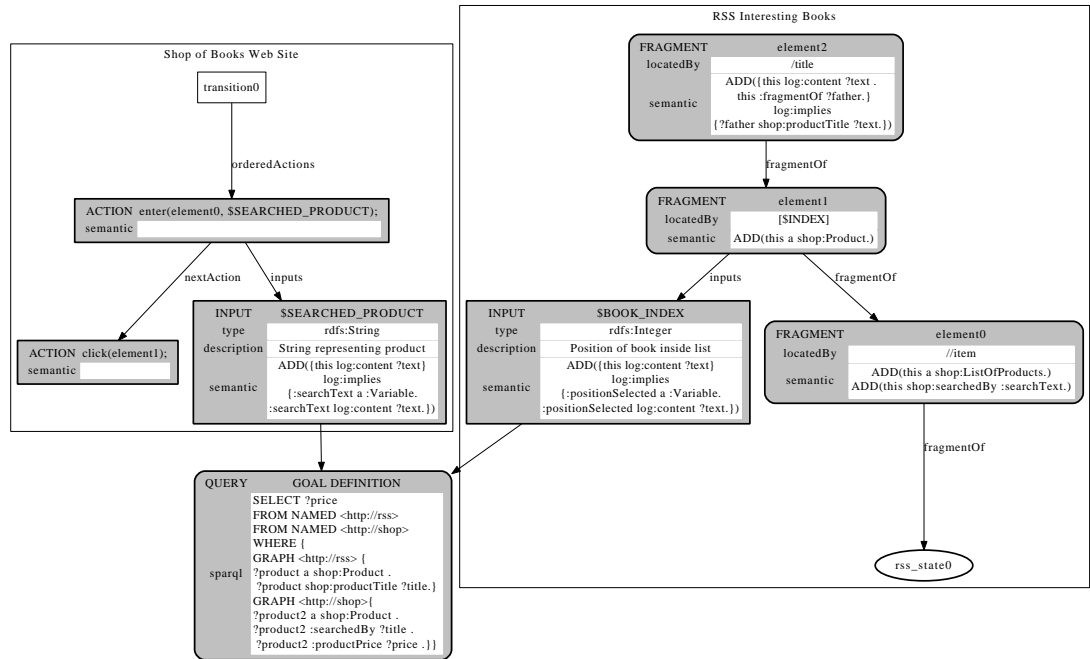 RSS Interesting Books
Shop of Books Web Site
FRAGMENT element2
locatedBy /title
semantic ADD({this log:content ?text .
this :fragmentOf ?father.}
log:implies
{?father shop:productTitle ?text.})
transition0
orderedActions
fragmentOf
ACTION enter(element0, $SEARCHED_PRODUCT);
semantic
FRAGMENT element1
locatedBy [$INDEX]
semantic ADD(this a shop:Product.)
nextAction
inputs
inputs
fragmentOf
INPUT $SEARCHED_PRODUCT
type rdfs:String
description String representing product
semantic ADD({this log:content ?text}
log:implies
{:searchText a :Variable.
:searchText log:content ?text.})
ACTION click(element1);
semantic
INPUT $BOOK_INDEX
type rdfs:Integer
description Position of book inside list
semantic ADD({this log:content ?text}
log:implies
{:positionSelected a :Variable.
:positionSelected log:content ?text.})
FRAGMENT element0
locatedBy //item
semantic ADD(this a shop:ListOfProducts.)
ADD(this shop:searchedBy :searchText.)
fragmentOf
QUERY GOAL DEFINITION
sparql
SELECT ?price
FROM NAMED <http://rss>
FROM NAMED <http://shop>
WHERE {
GRAPH <http://rss> {
?product a shop:Product .
?product shop:productTitle ?title.}
GRAPH <http://shop>{
?product2 a shop:Product .
?product2 :searchedBy ?title .
?product2 :productPrice ?price .}}
rss_state0